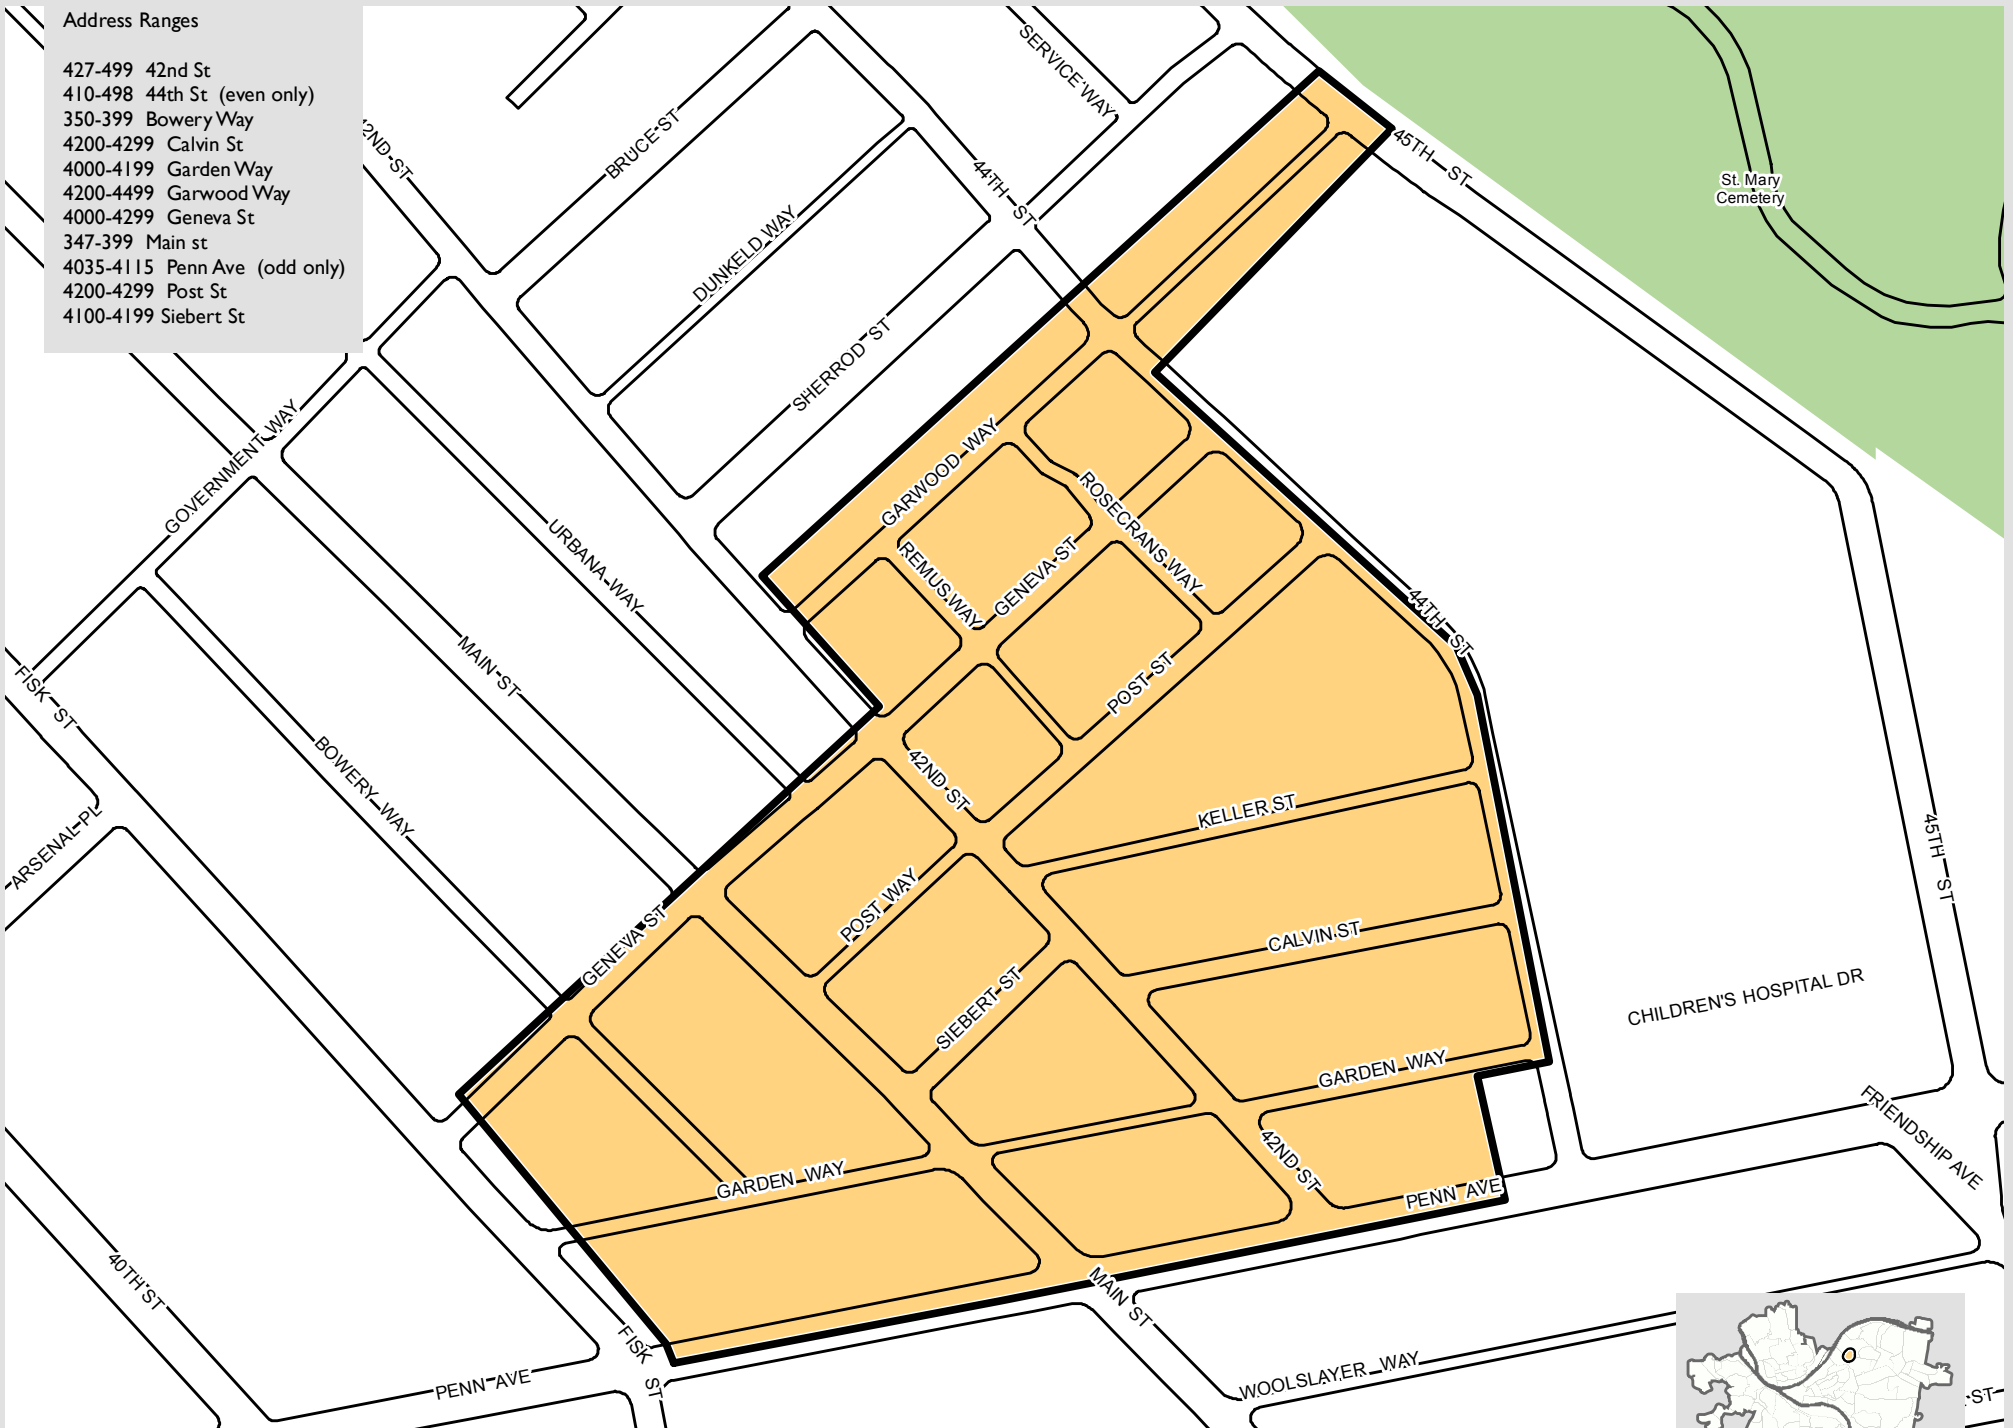 Address Ranges
427-499 42nd St
410-498 44th St (even only)
350-399 Bowery Way
4200-4299 Calvin St
4000-4199 Garden Way
4200-4499 Garwood Way
4000-4299 Geneva St
347-399 Main st
4035-4115 Penn Ave (odd only)
4200-4299 Post St
4100-4199 Siebert St
SERVICE WAY
BRUCE ST
44TH ST
45TH ST
St. Mary
Cemetery
DUNKELD WAY
SHERROD ST
GOVERNMENT WAY
GARWOOD WAY
ROSECRANS WAY
URBANA WAY
REMUS WAY
GENEVA ST
44TH ST
MAIN ST
POST ST
FISK ST
BOWERY WAY
42ND ST
KELLER ST
ARSENAL PL
45TH ST
POST WAY
GENEVA ST
CALVIN ST
SIEBERT ST
CHILDREN'S HOSPITAL DR
GARDEN WAY
FRIENDSHIP AVE
42ND ST
GARDEN WAY
PENN AVE
40TH ST
MAIN ST
FISK ST
PENN AVE
WOOLSLAYER WAY